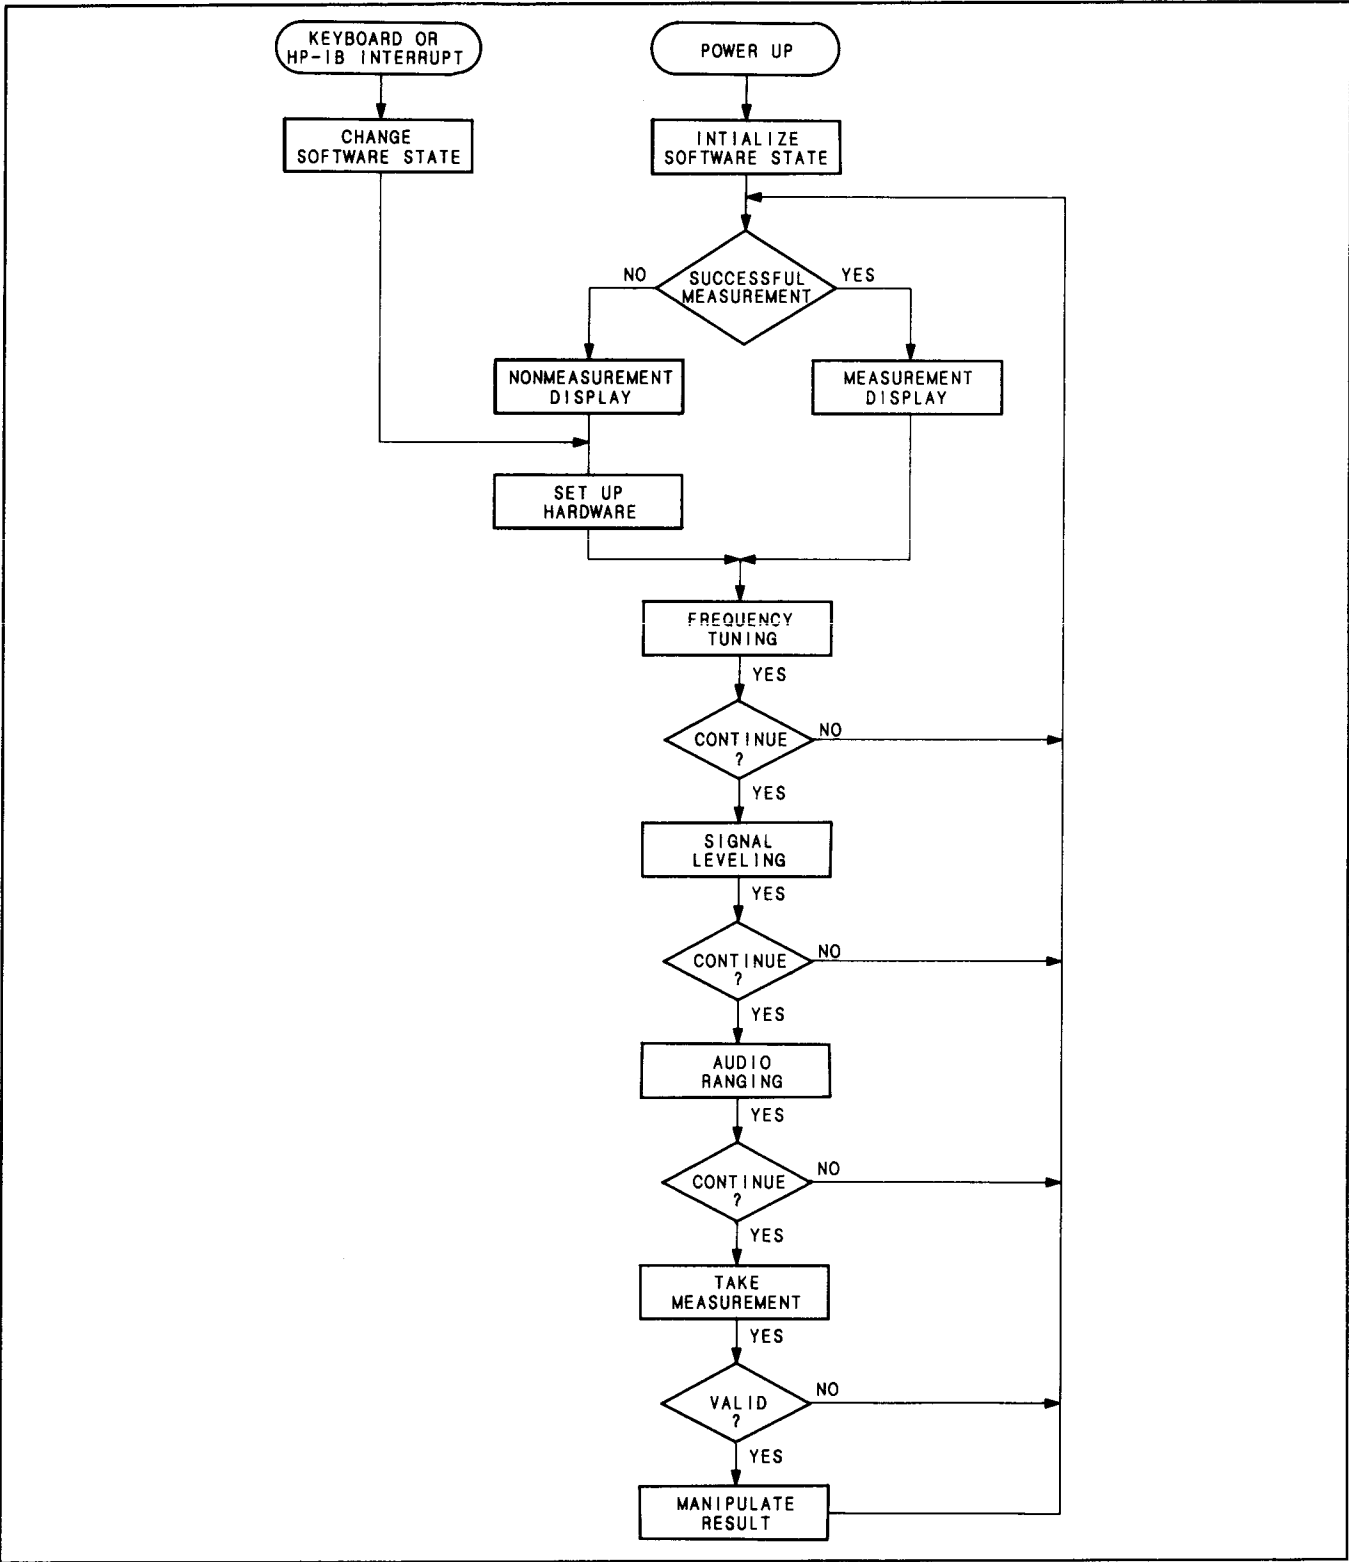 KEYBOARD OR
HP-IB INTERRUPT
POWER UP
CHANGE
SOFTWARE STATE
INTIALIZE
SOFTWARE STATE
NO
SUCCESSFUL
MEASUREMENT
YES
NONMEASUREMENT
DISPLAY
MEASUREMENT
DISPLAY
SET UP
HARDWARE
FREQUENCY
TUNING
YES
CONTINUE
?
NO
YES
SIGNAL
LEVELING
YES
CONTINUE
?
NO
YES
AUDIO
RANGING
YES
CONTINUE
?
NO
YES
TAKE
MEASUREMENT
YES
VALID
?
NO
YES
MANIPULATE
RESULT